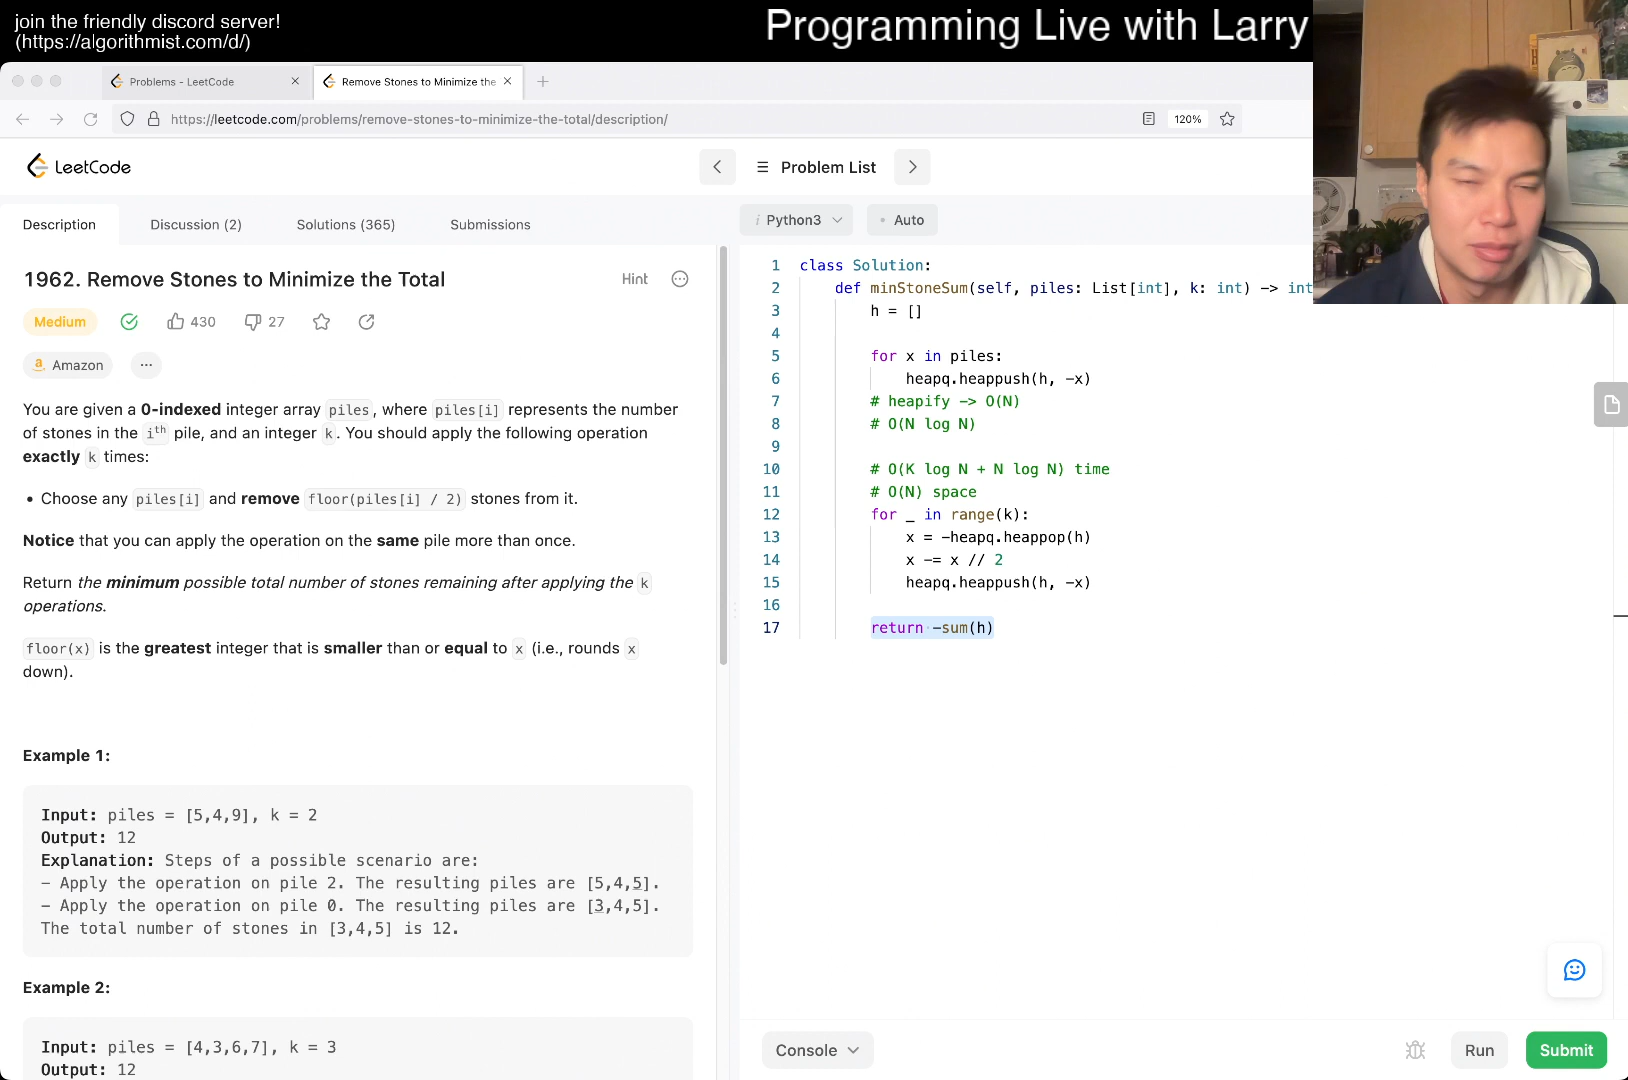 join the friendly discord server!
(https://algorithmist.com/d/)
Programming Live with Larry
Problems - LeetCode
Remove Stones to Minimize the
https://leetcode.com/problems/remove-stones-to-minimize-the-total/description/
120%
LeetCode
Problem List
Description
Discussion (2)
Solutions (365)
Submissions
Python3
Auto
1962. Remove Stones to Minimize the Total
Hint
Medium
430
27
Amazon
You are given a 0-indexed integer array piles, where piles[i] represents the number
of stones in the ith pile, and an integer k. You should apply the following operation
exactly k times:
• Choose any piles[i] and remove floor(piles[i] / 2) stones from it.
Notice that you can apply the operation on the same pile more than once.
Return the minimum possible total number of stones remaining after applying the k
operations.
floor(x) is the greatest integer that is smaller than or equal to x (i.e., rounds x
down).
Example 1:
Input: piles = [5,4,9], k = 2
Output: 12
Explanation: Steps of a possible scenario are:
- Apply the operation on pile 2. The resulting piles are [5,4,5].
- Apply the operation on pile 0. The resulting piles are [3,4,5].
The total number of stones in [3,4,5] is 12.
Example 2:
Input: piles = [4,3,6,7], k = 3
Output: 12
1 class Solution:
2 def minStoneSum(self, piles: List[int], k: int) -> int
3 h = []
4
5 for x in piles:
6 heapq.heappush(h, -x)
7 # heapify -> O(N)
8 # O(N log N)
9
10 # O(K log N + N log N) time
11 # O(N) space
12 for _ in range(k):
13 x = -heapq.heappop(h)
14 x -= x // 2
15 heapq.heappush(h, -x)
16
17 return -sum(h)
Console
Run
Submit